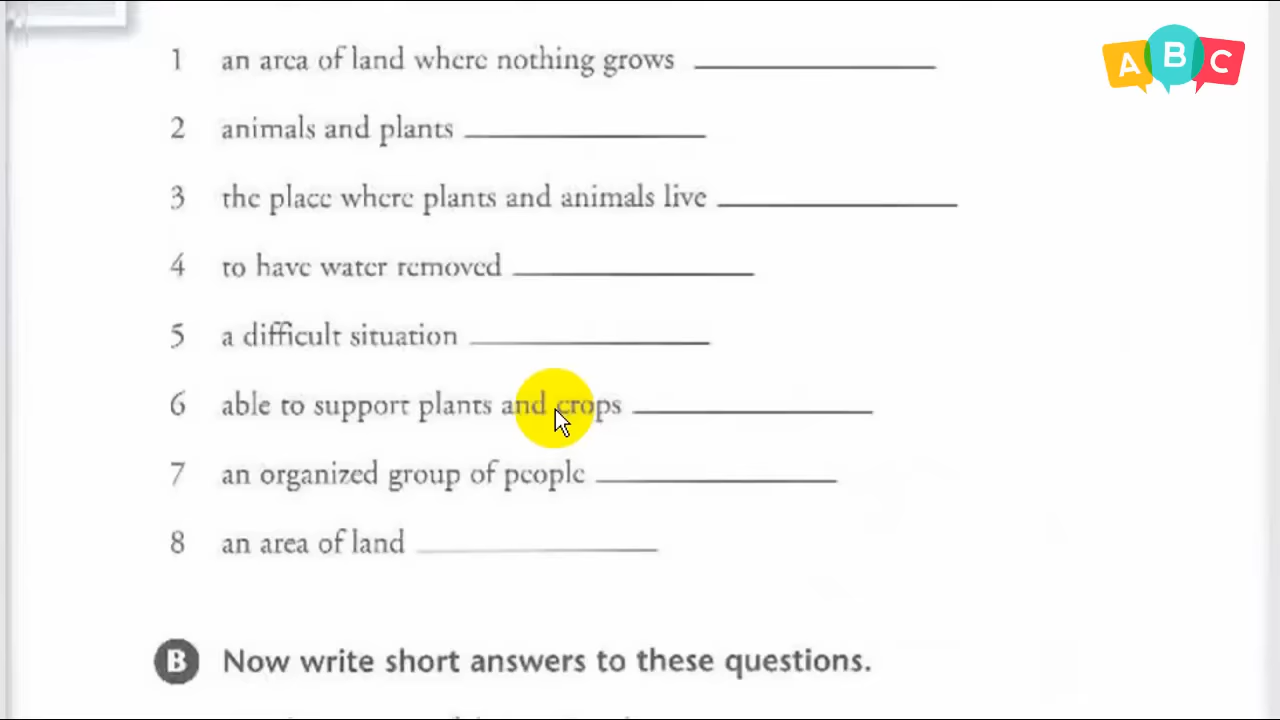 A B C
1 an area of land where nothing grows
2 animals and plants
3 the place where plants and animals live
4 to have water removed
5 a difficult situation
6 able to support plants and crops
7 an organized group of people
8 an area of land
B Now write short answers to these questions.